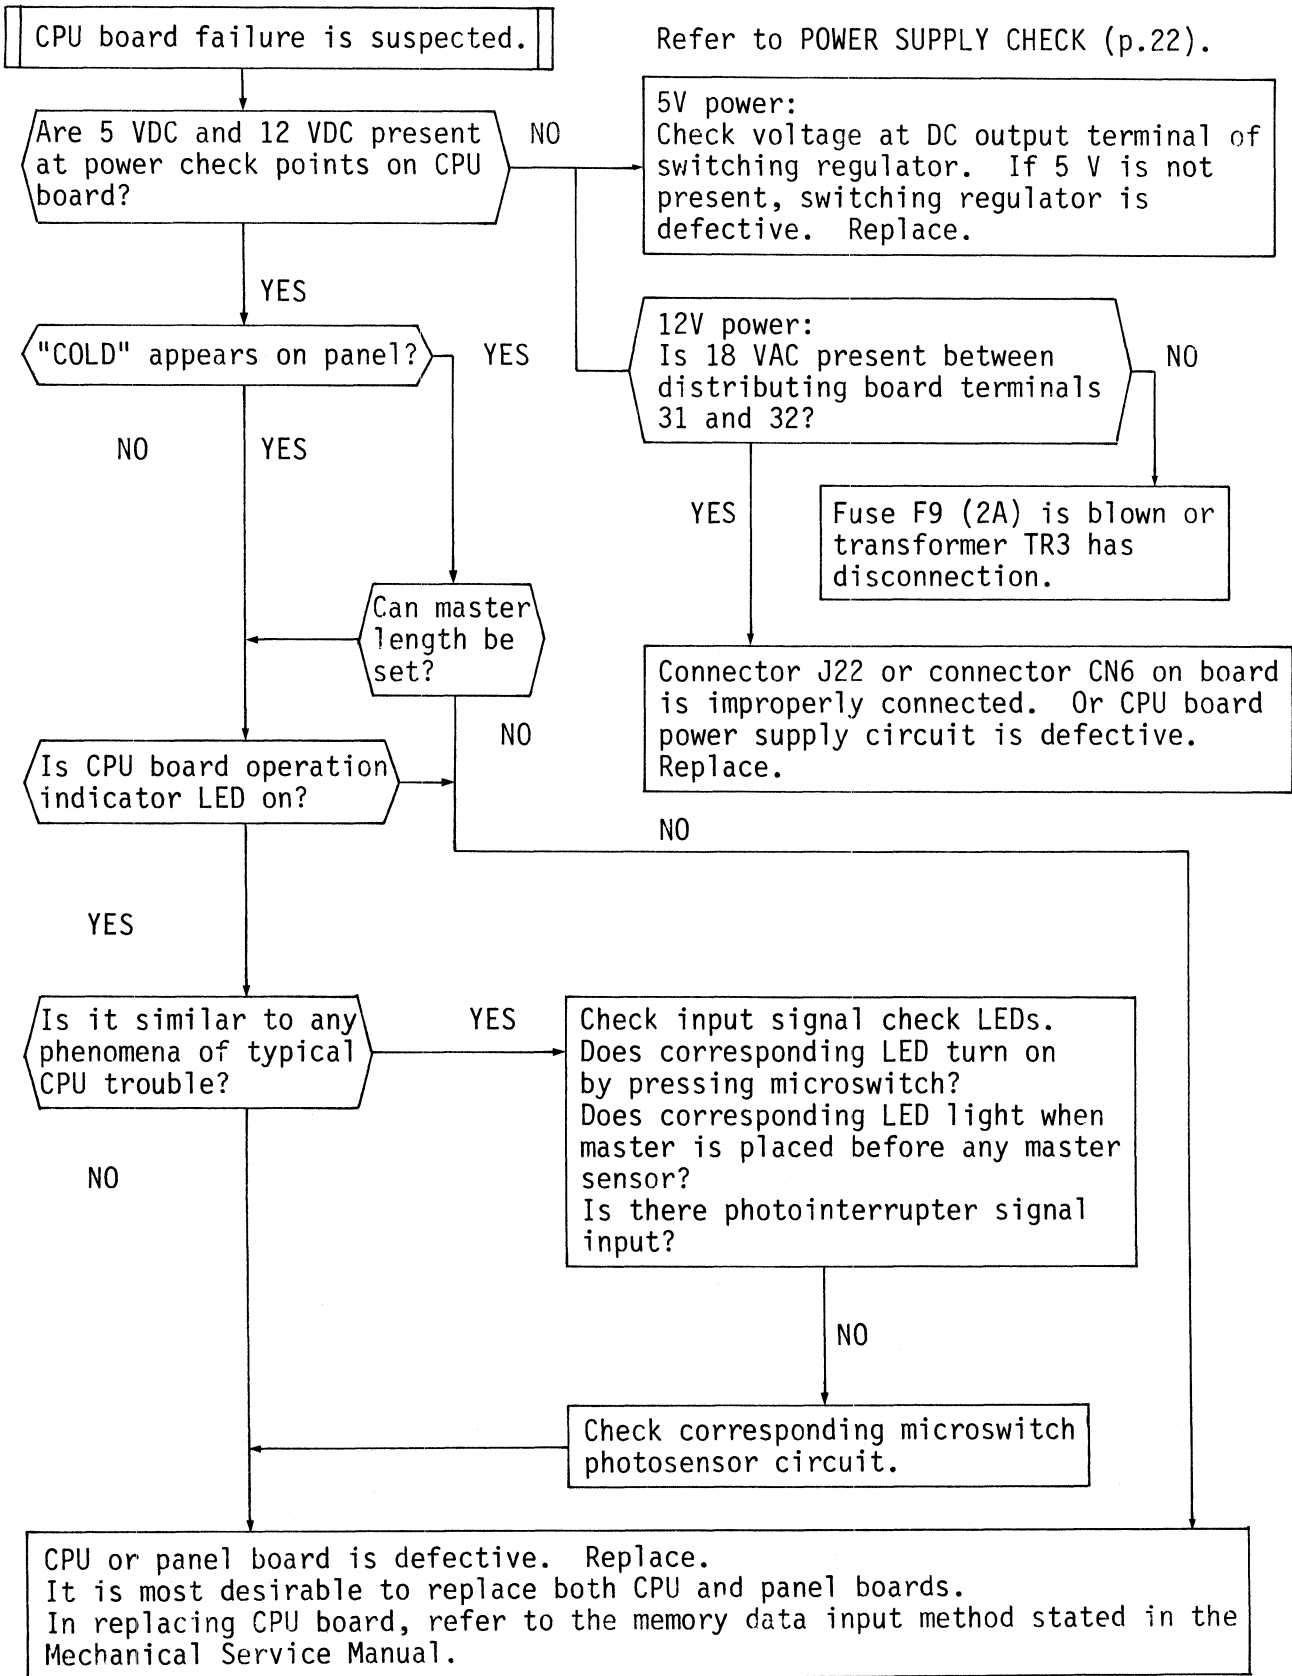 CPU board failure is suspected.
Refer to POWER SUPPLY CHECK (p.22).
Are 5 VDC and 12 VDC present
at power check points on CPU
board?
NO
5V power:
Check voltage at DC output terminal of
switching regulator. If 5 V is not
present, switching regulator is
defective. Replace.
YES
"COLD" appears on panel?
YES
12V power:
Is 18 VAC present between
distributing board terminals
31 and 32?
NO
NO
YES
YES
Fuse F9 (2A) is blown or
transformer TR3 has
disconnection.
Can master
length be
set?
NO
Connector J22 or connector CN6 on board
is improperly connected. Or CPU board
power supply circuit is defective.
Replace.
Is CPU board operation
indicator LED on?
NO
YES
Is it similar to any
phenomena of typical
CPU trouble?
YES
Check input signal check LEDs.
Does corresponding LED turn on
by pressing microswitch?
Does corresponding LED light when
master is placed before any master
sensor?
Is there photointerrupter signal
input?
NO
NO
Check corresponding microswitch
photosensor circuit.
CPU or panel board is defective. Replace.
It is most desirable to replace both CPU and panel boards.
In replacing CPU board, refer to the memory data input method stated in the
Mechanical Service Manual.